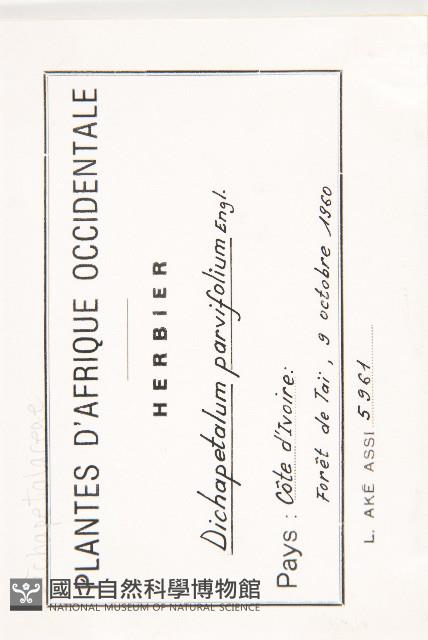 Dichapetalaceae
PLANTES D'AFRIQUE OCCIDENTALE
HERBIER
Dichapetalum parvifolium Engl.
Pays : Côte d'Ivoire:
Forêt de Taï, 9 octobre 1960
L. AKÉ ASSI 5961
國立自然科學博物館
NATIONAL MUSEUM OF NATURAL SCIENCE